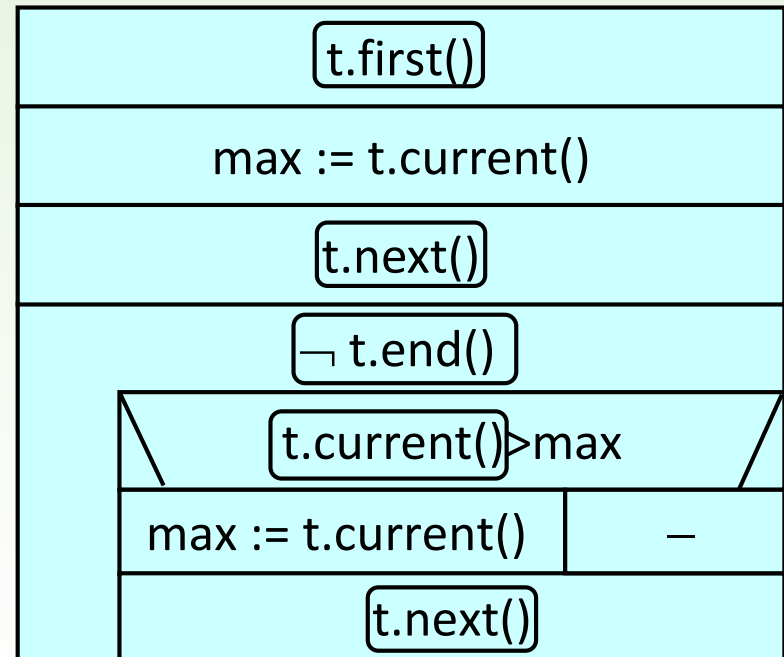 t.first()
max := t.current()
t.next()
¬ t.end()
t.current()>max
max := t.current() –
t.next()